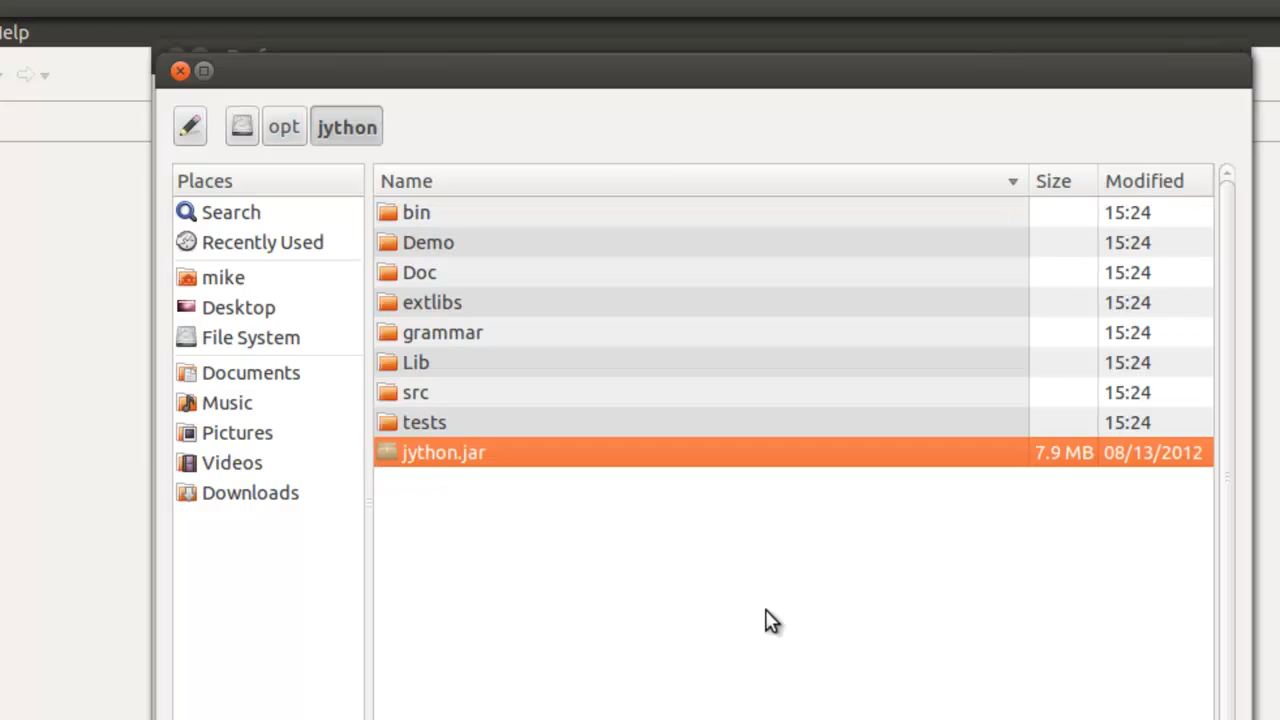 Help
opt
jython
Places
Name
Size
Modified
Search
bin
15:24
Recently Used
Demo
15:24
Doc
15:24
mike
Desktop
extlibs
15:24
File System
grammar
15:24
Lib
15:24
Documents
src
15:24
Music
tests
15:24
Pictures
jython.jar
7.9 MB
08/13/2012
Videos
Downloads